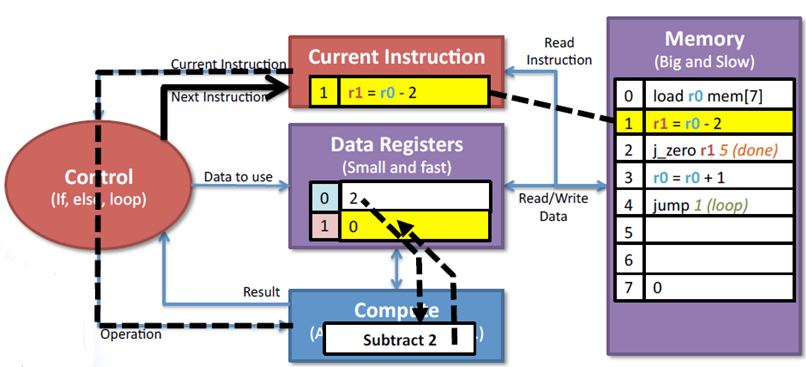 Current Instruction
Next Instruction
Control
(If, else, loop)
Current Instruction
1 r1 = r0 - 2
Read
Instruction
Data to use
Data Registers
(Small and fast)
0 2
1 0
Read/Write
Data
Result
Operation
Compute
(A .)
Subtract 2
Memory
(Big and Slow)
0 load r0 mem[7]
1 r1 = r0 - 2
2 j_zero r1 5 (done)
3 r0 = r0 + 1
4 jump 1 (loop)
5
6
7 0